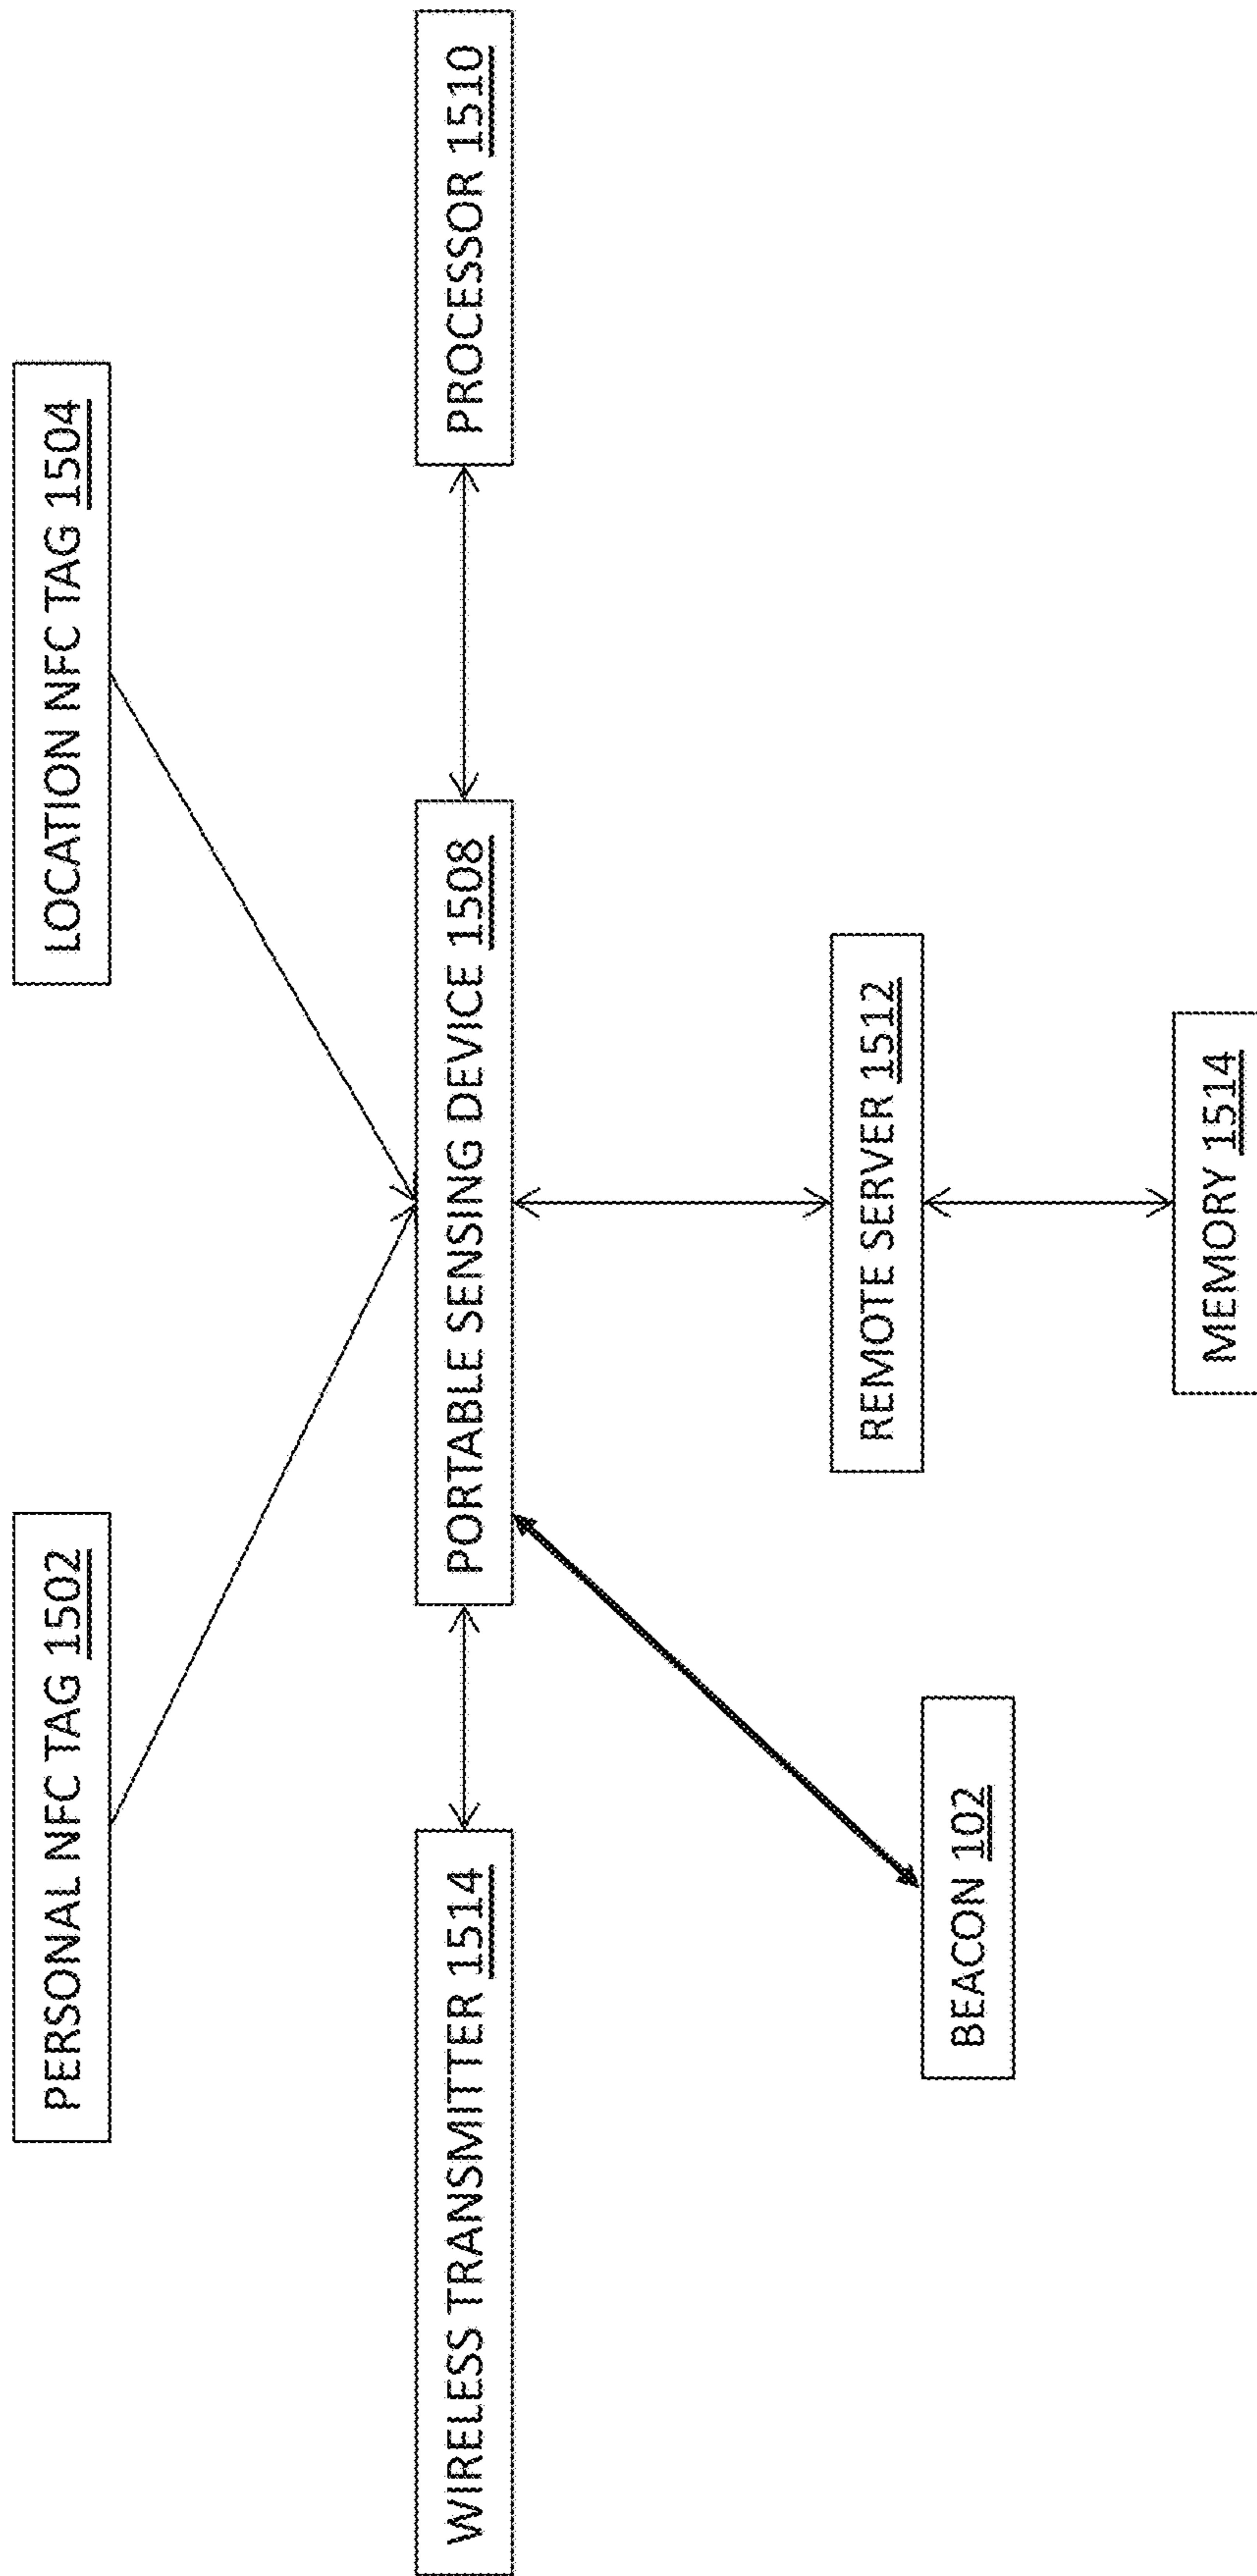 PERSONAL NFC TAG 1502
LOCATION NFC TAG 1504
WIRELESS TRANSMITTER 1514
PORTABLE SENSING DEVICE 1508
PROCESSOR 1510
BEACON 102
REMOTE SERVER 1512
MEMORY 1514